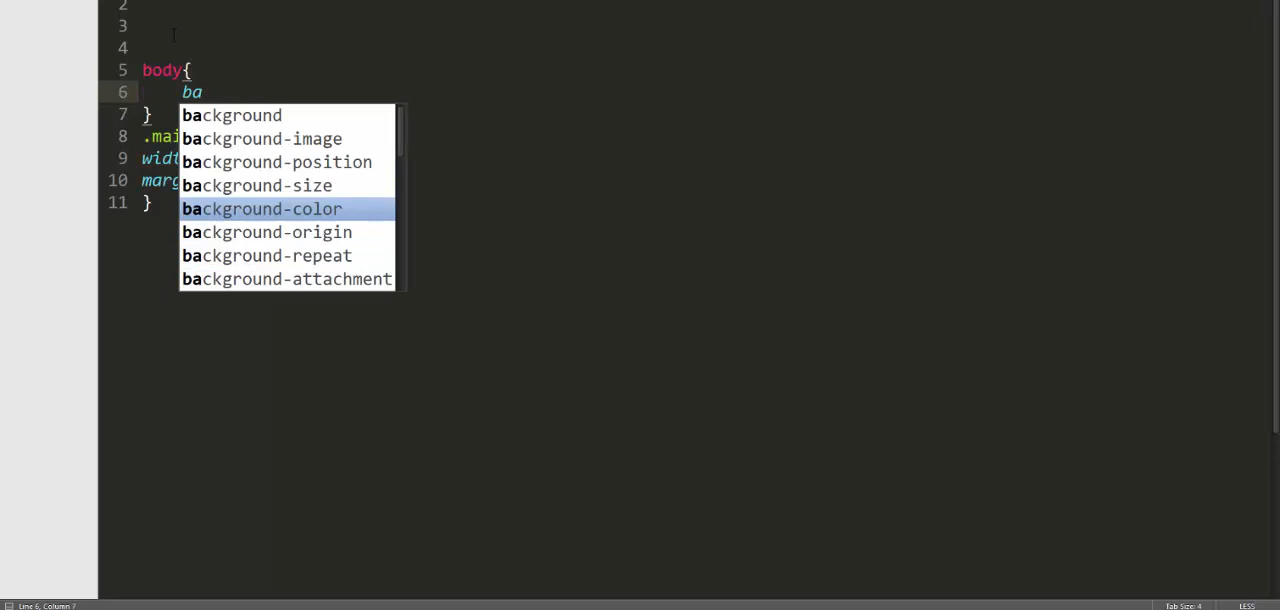 2
3
4
5 body{
6 ba
background
7 }
background-image
8 .mai
background-position
9 widt
background-size
10 marg
background-color
11 }
background-origin
background-repeat
background-attachment
Line 6, Column 7
Tab Size: 4
LESS